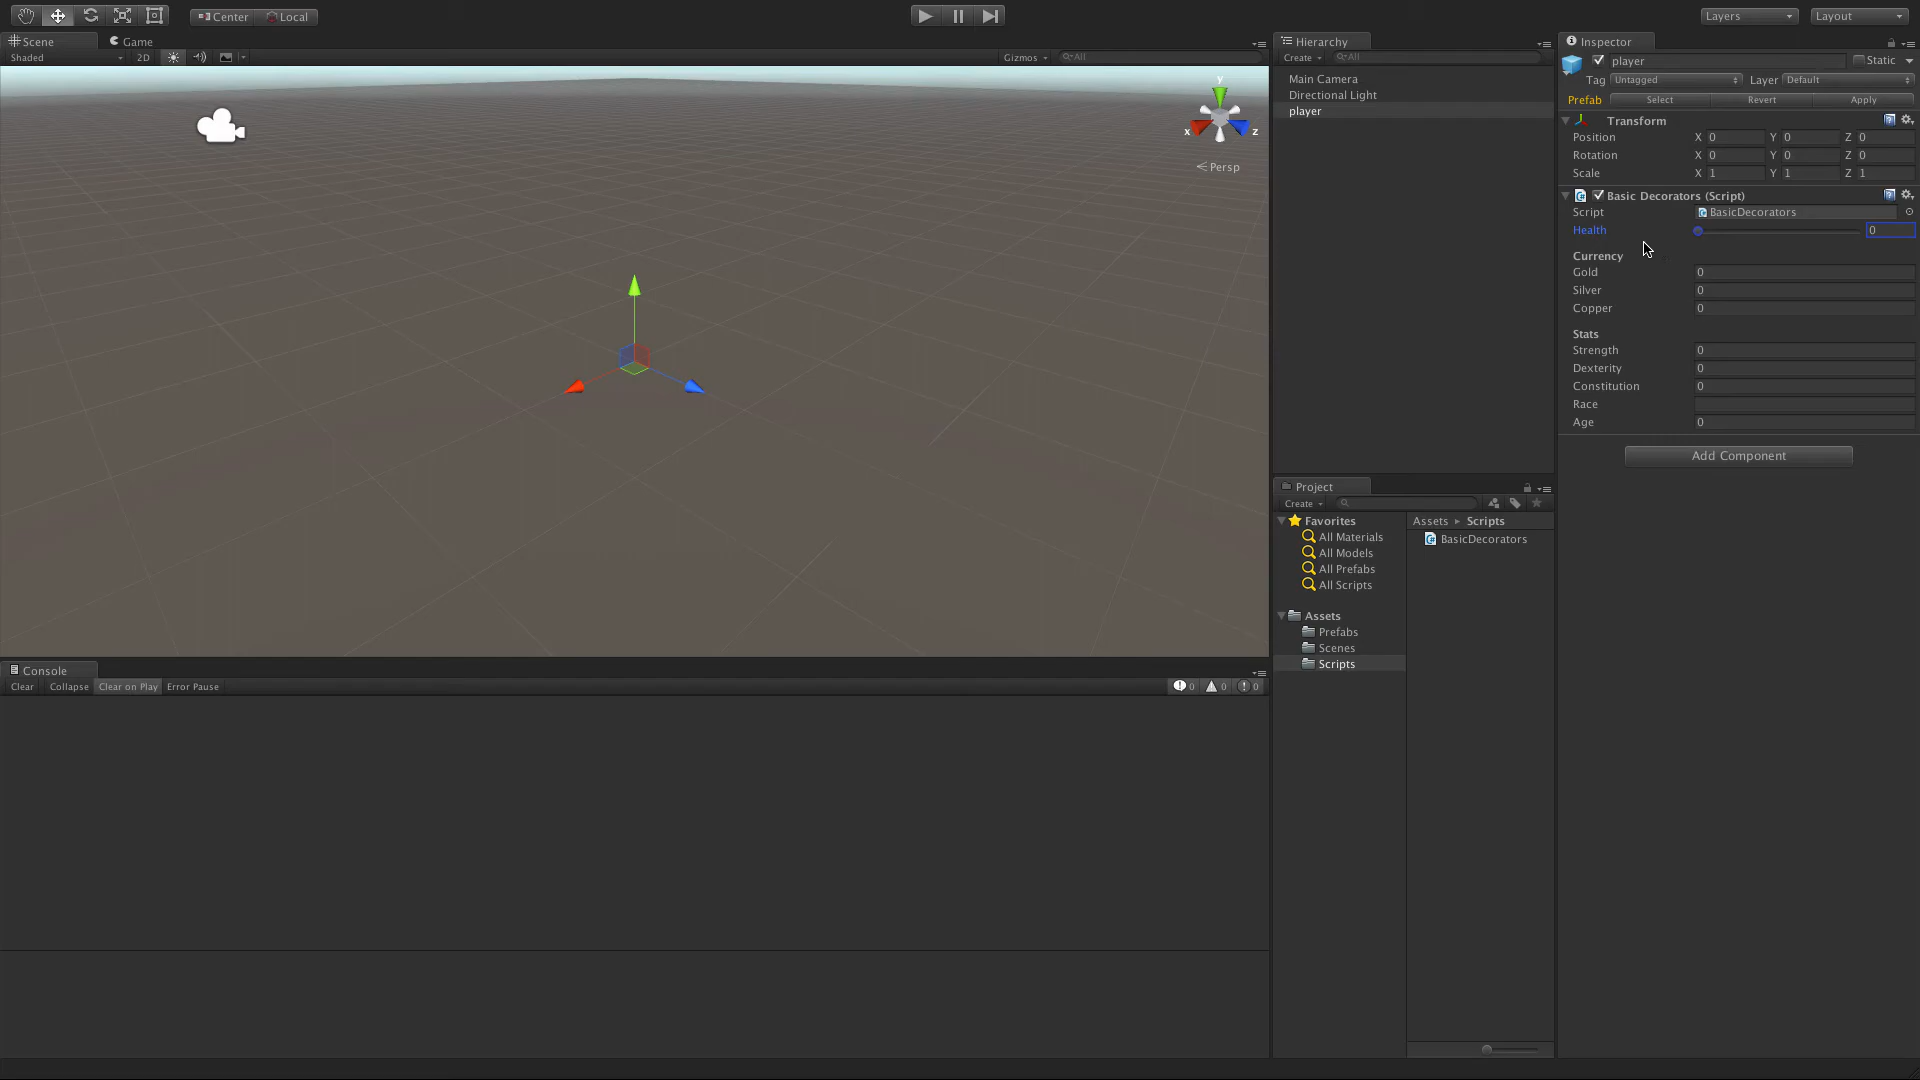 Center Local Layers Layout
Scene Game
Shaded 2D Gizmos All
y
x z
Persp
Hierarchy
Create All
Main Camera
Directional Light
player
Inspector
player Static
Tag Untagged Layer Default
Prefab Select Revert Apply
Transform
Position X 0 Y 0 Z 0
Rotation X 0 Y 0 Z 0
Scale X 1 Y 1 Z 1
Basic Decorators (Script)
Script BasicDecorators
Health 0
Currency
Gold 0
Silver 0
Copper 0
Stats
Strength 0
Dexterity 0
Constitution 0
Race
Age 0
Add Component
Project
Create
Favorites
All Materials
All Models
All Prefabs
All Scripts
Assets
Prefabs
Scenes
Scripts
Assets Scripts
BasicDecorators
Console
Clear Collapse Clear on Play Error Pause 0 0 0